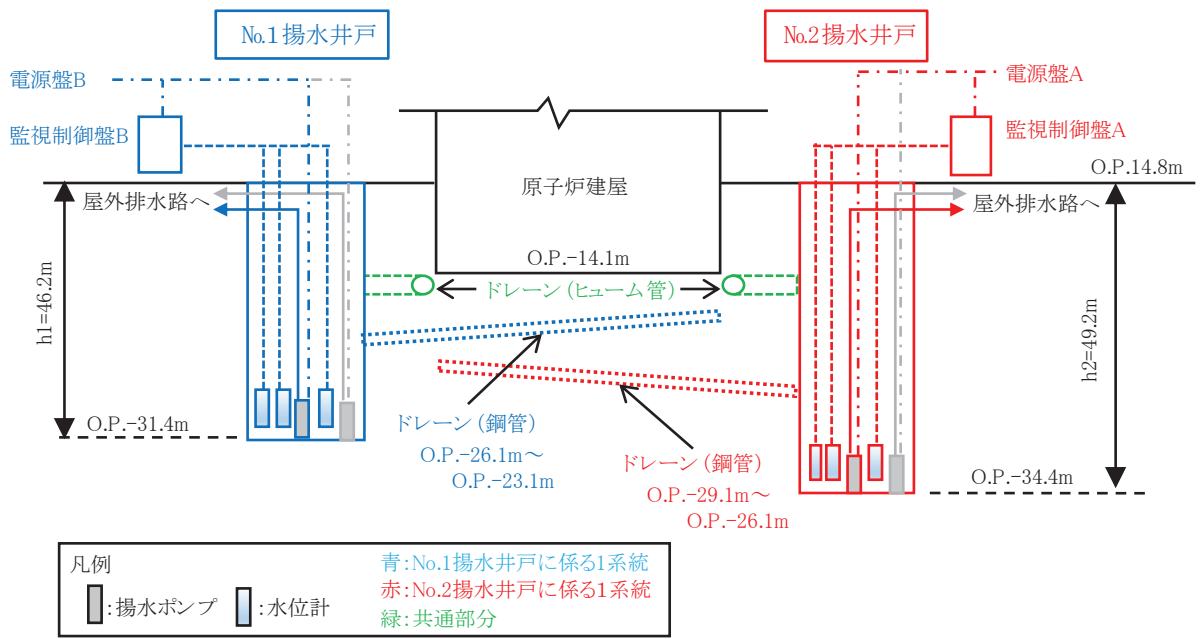 No.1揚水井戸
No.2揚水井戸
電源盤B
電源盤A
監視制御盤B
監視制御盤A
O.P.14.8m
原子炉建屋
屋外排水路へ
屋外排水路へ
O.P.-14.1m
ドレーン(ヒューム管)
h1=46.2m
h2=49.2m
O.P.-31.4m
ドレーン(鋼管)
O.P.-26.1m~
O.P.-23.1m
ドレーン(鋼管)
O.P.-29.1m~
O.P.-26.1m
O.P.-34.4m
凡例
:揚水ポンプ
:水位計
青:No.1揚水井戸に係る1系統
赤:No.2揚水井戸に係る1系統
緑:共通部分